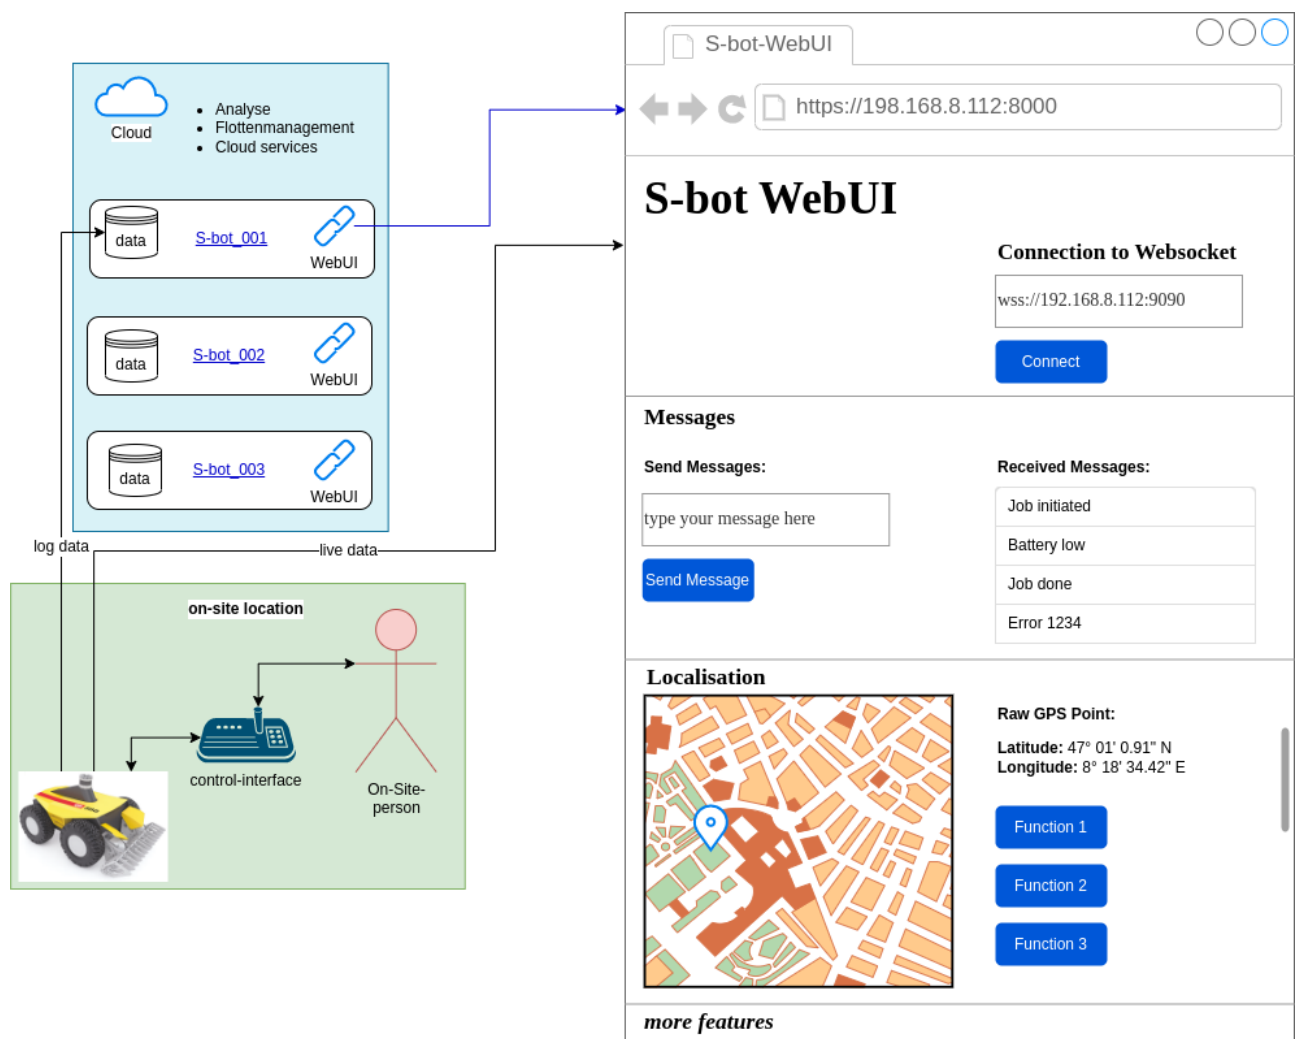 Cloud
Analyse
Flottenmanagement
Cloud services
data
S-bot_001
WebUI
data
S-bot_002
WebUI
data
S-bot_003
WebUI
log data
live data
on-site location
control-interface
On-Site-
person
S-bot-WebUI
https://198.168.8.112:8000
S-bot WebUI
Connection to Websocket
wss://192.168.8.112:9090
Connect
Messages
Send Messages:
type your message here
Send Message
Received Messages:
Job initiated
Battery low
Job done
Error 1234
Localisation
Raw GPS Point:
Latitude: 47° 01' 0.91" N
Longitude: 8° 18' 34.42" E
Function 1
Function 2
Function 3
more features